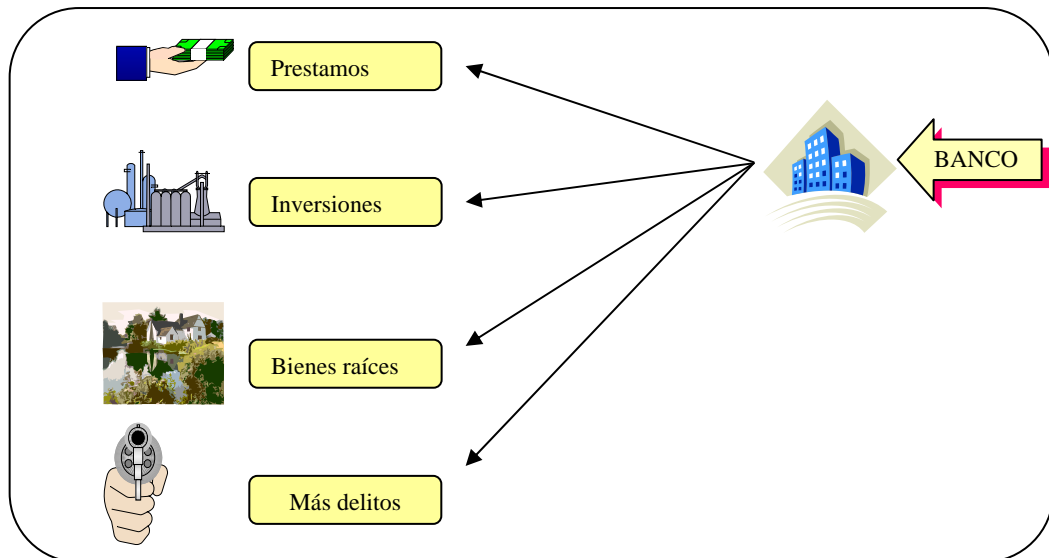 Prestamos
BANCO
Inversiones
Bienes raíces
Más delitos